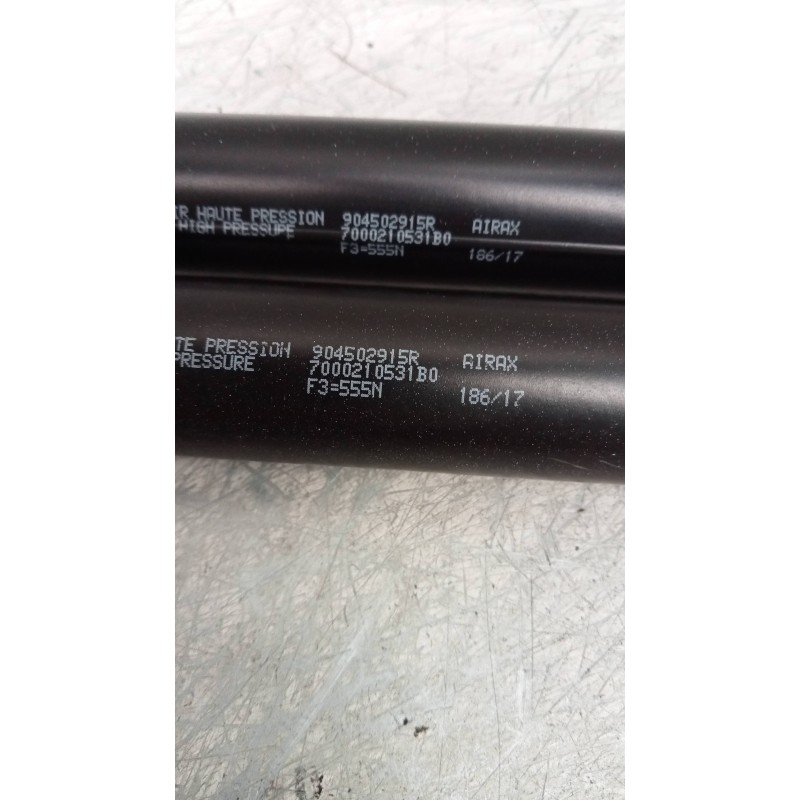 IR HAUTE PRESSION 904502915R AIRAX
HIGH PRESSURE 7000210531B0
F3=555N 186/17
TE PRESSION 904502915R AIRAX
PRESSURE 7000210531B0
F3=555N 186/17